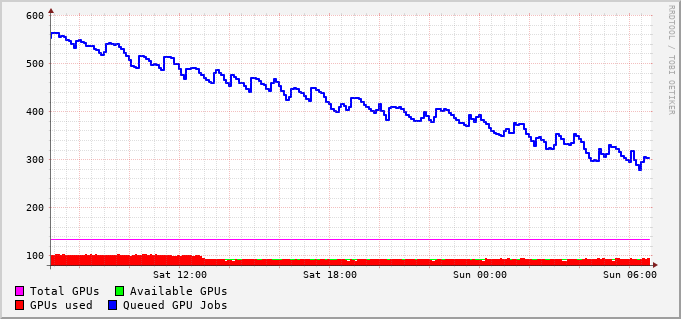 600
500
400
300
200
100
Sat 12:00 Sat 18:00 Sun 00:00 Sun 06:00
Total GPUs Available GPUs
GPUs used Queued GPU Jobs
RRDTOOL / TOBI OETIKER